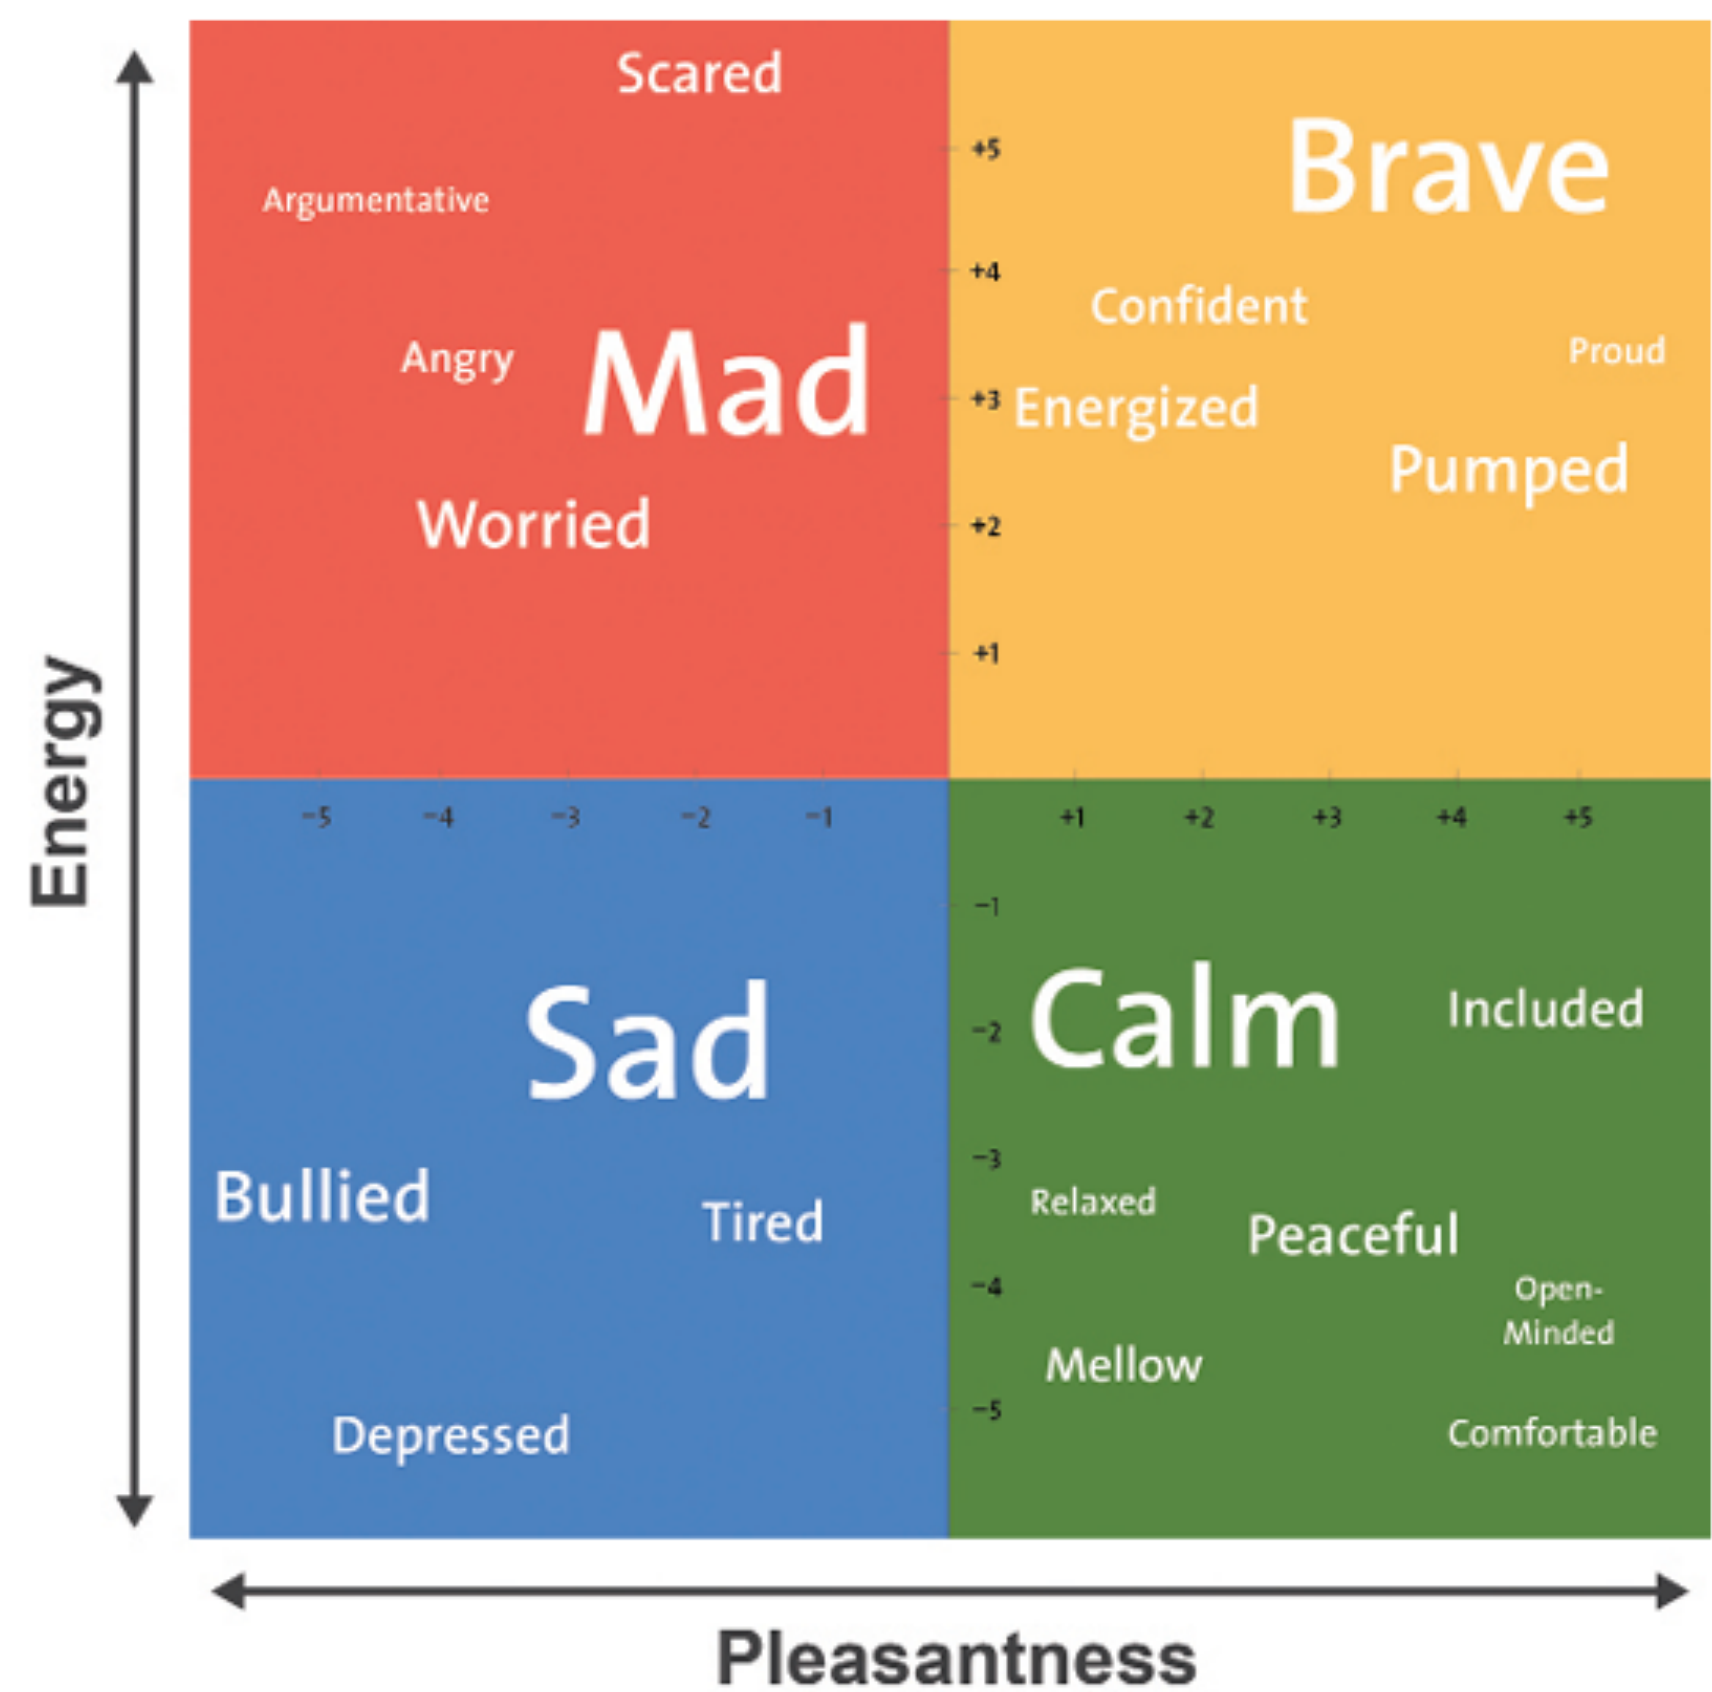 Scared
Argumentative
Angry
Mad
Worried
+5
Brave
+4
Confident
Proud
+3
Energized
Pumped
+2
+1
−5
−4
−3
−2
−1
+1
+2
+3
+4
+5
Sad
Bullied
Tired
Depressed
−1
Calm
Included
−2
−3
Relaxed
Peaceful
−4
Open-
Minded
Mellow
−5
Comfortable
Energy
Pleasantness